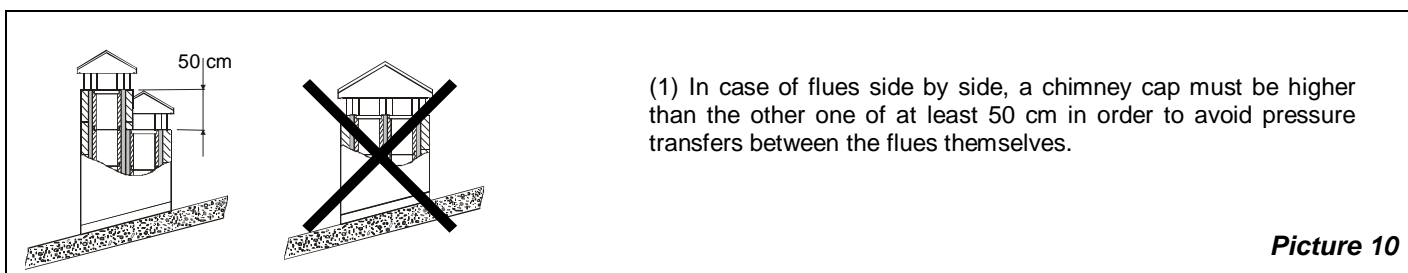 50 cm
(1) In case of flues side by side, a chimney cap must be higher
than the other one of at least 50 cm in order to avoid pressure
transfers between the flues themselves.
Picture 10